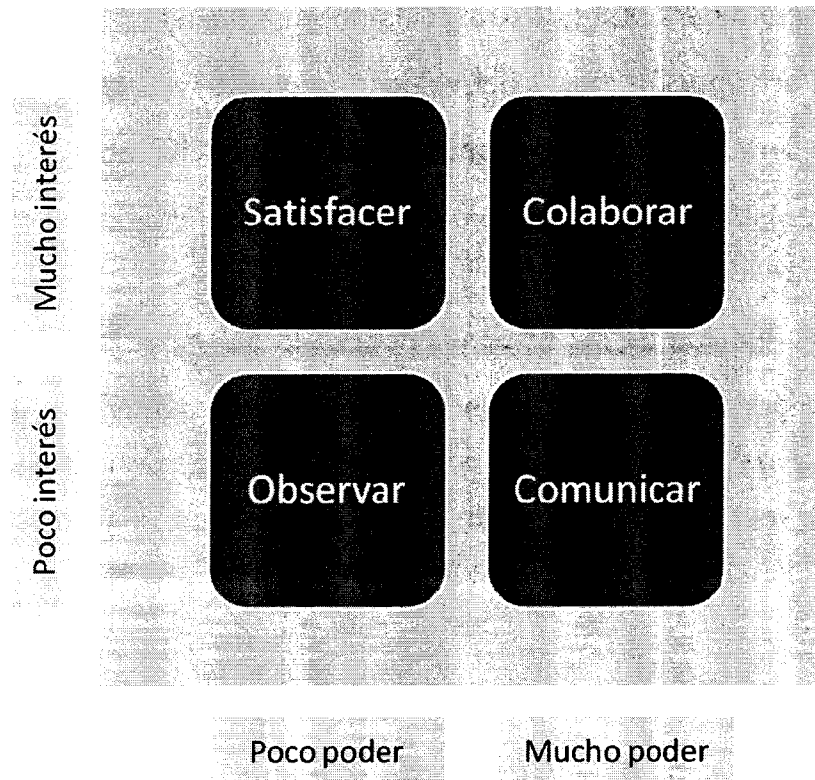 Mucho interés
Satisfacer
Colaborar
Poco interés
Observar
Comunicar
Poco poder
Mucho poder